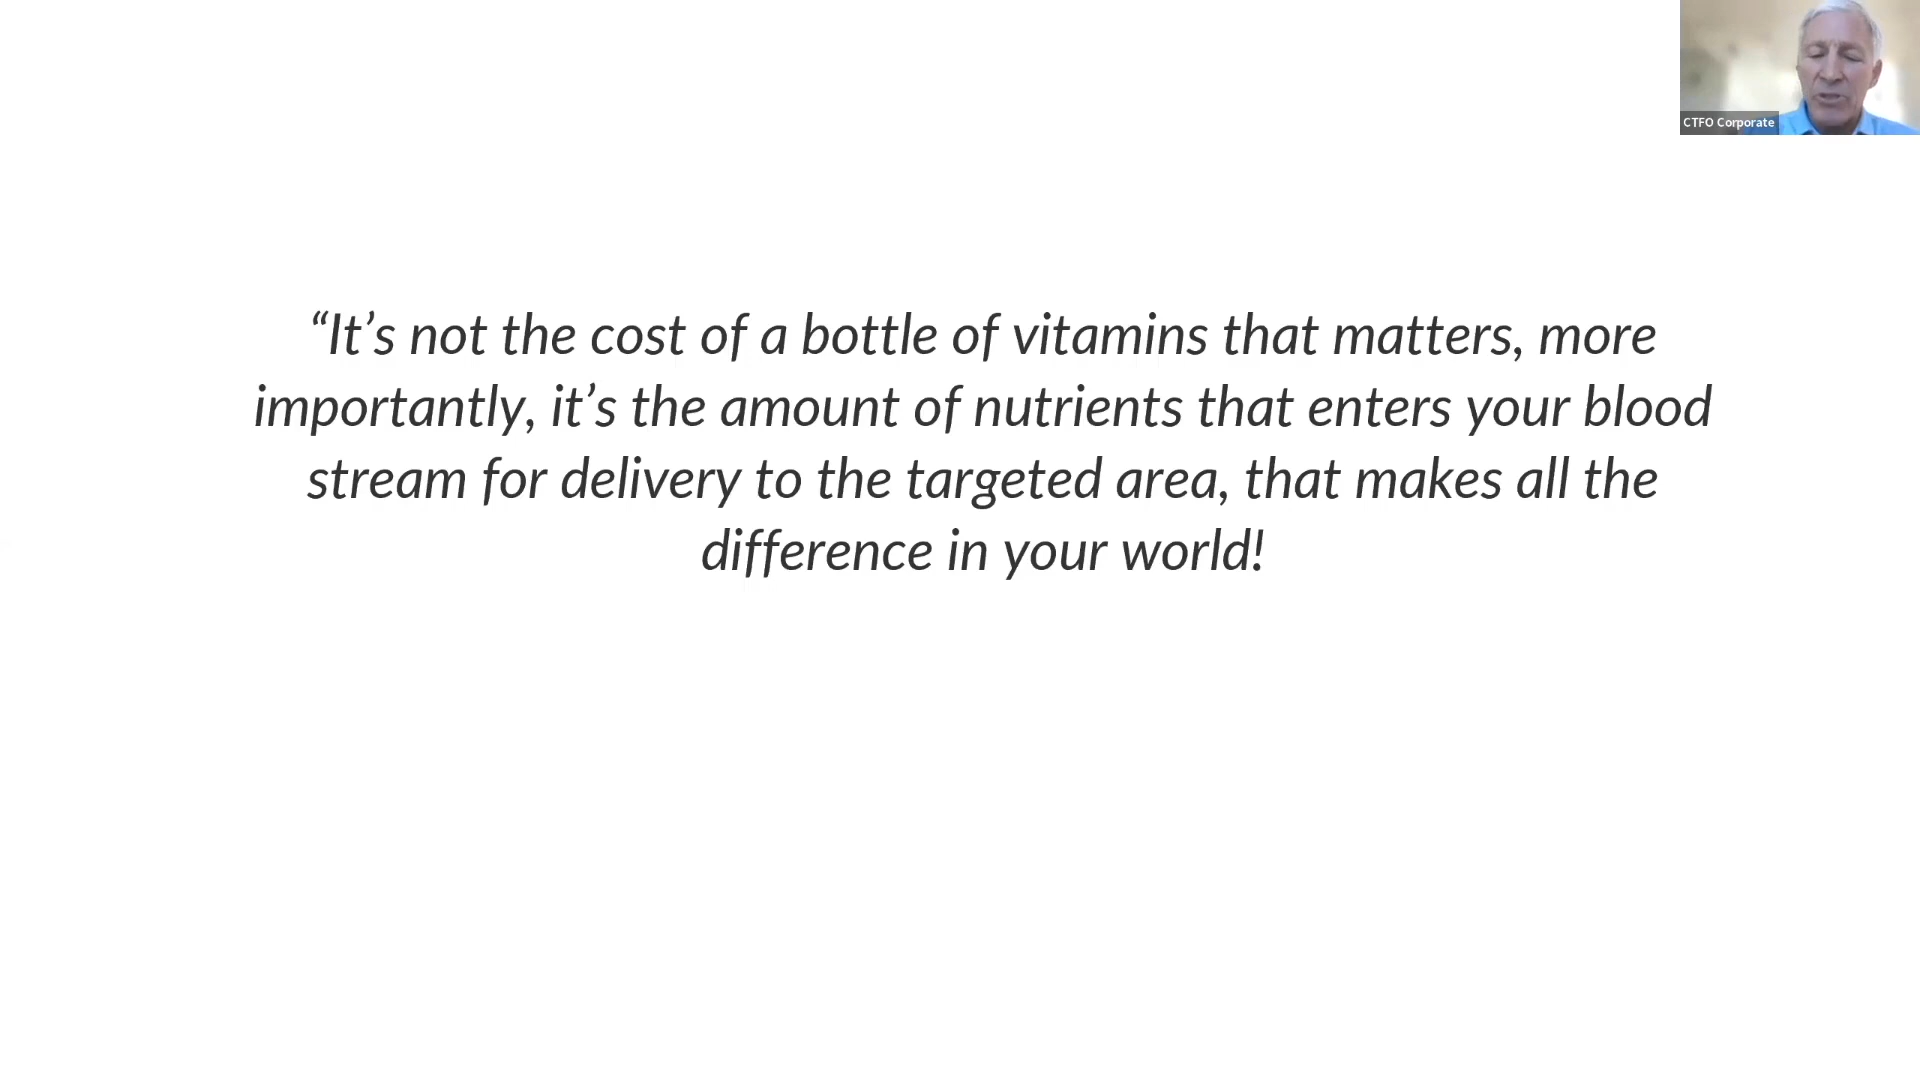 CTFO Corporate
“It’s not the cost of a bottle of vitamins that matters, more
importantly, it’s the amount of nutrients that enters your blood
stream for delivery to the targeted area, that makes all the
difference in your world!